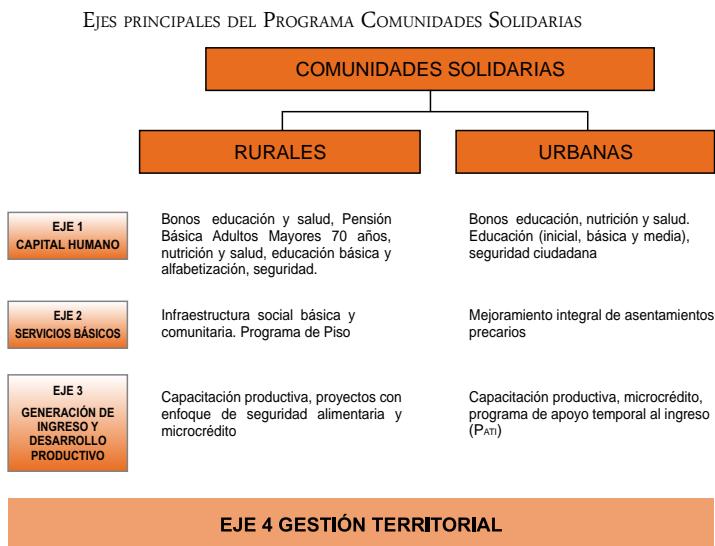 Ejes principales del Programa Comunidades Solidarias
COMUNIDADES SOLIDARIAS
RURALES
URBANAS
EJE 1
CAPITAL HUMANO
Bonos educación y salud, Pensión
Básica Adultos Mayores 70 años,
nutrición y salud, educación básica y
alfabetización, seguridad.
Bonos educación, nutrición y salud.
Educación (inicial, básica y media),
seguridad ciudadana
EJE 2
SERVICIOS BÁSICOS
Infraestructura social básica y
comunitaria. Programa de Piso
Mejoramiento integral de asentamientos
precarios
EJE 3
GENERACIÓN DE
INGRESO Y
DESARROLLO
PRODUCTIVO
Capacitación productiva, proyectos con
enfoque de seguridad alimentaria y
microcrédito
Capacitación productiva, microcrédito,
programa de apoyo temporal al ingreso
(Pati)
EJE 4 GESTIÓN TERRITORIAL